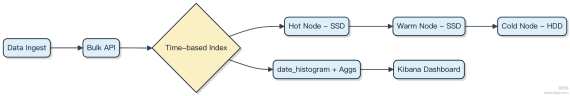 Data Ingest
Bulk API
Time-based Index
Hot Node – SSD
Warm Node – SSD
Cold Node – HDD
date_histogram + Aggs
Kibana Dashboard